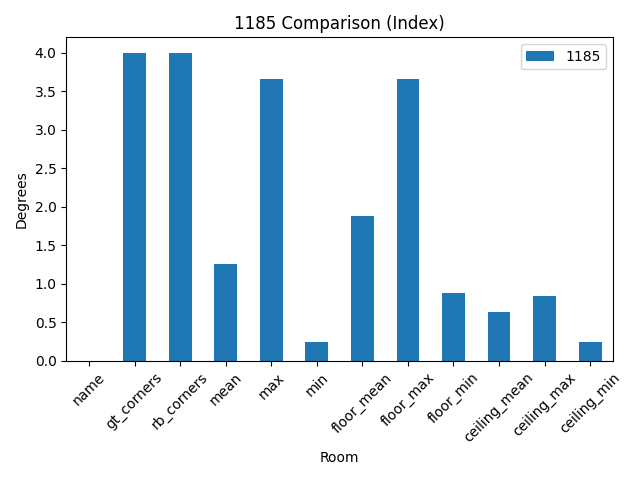 1185 Comparison (Index)
1185
Degrees
4.0
3.5
3.0
2.5
2.0
1.5
1.0
0.5
0.0
name
gt_corners
rb_corners
mean
max
min
floor_mean
floor_max
floor_min
ceiling_mean
ceiling_max
ceiling_min
Room